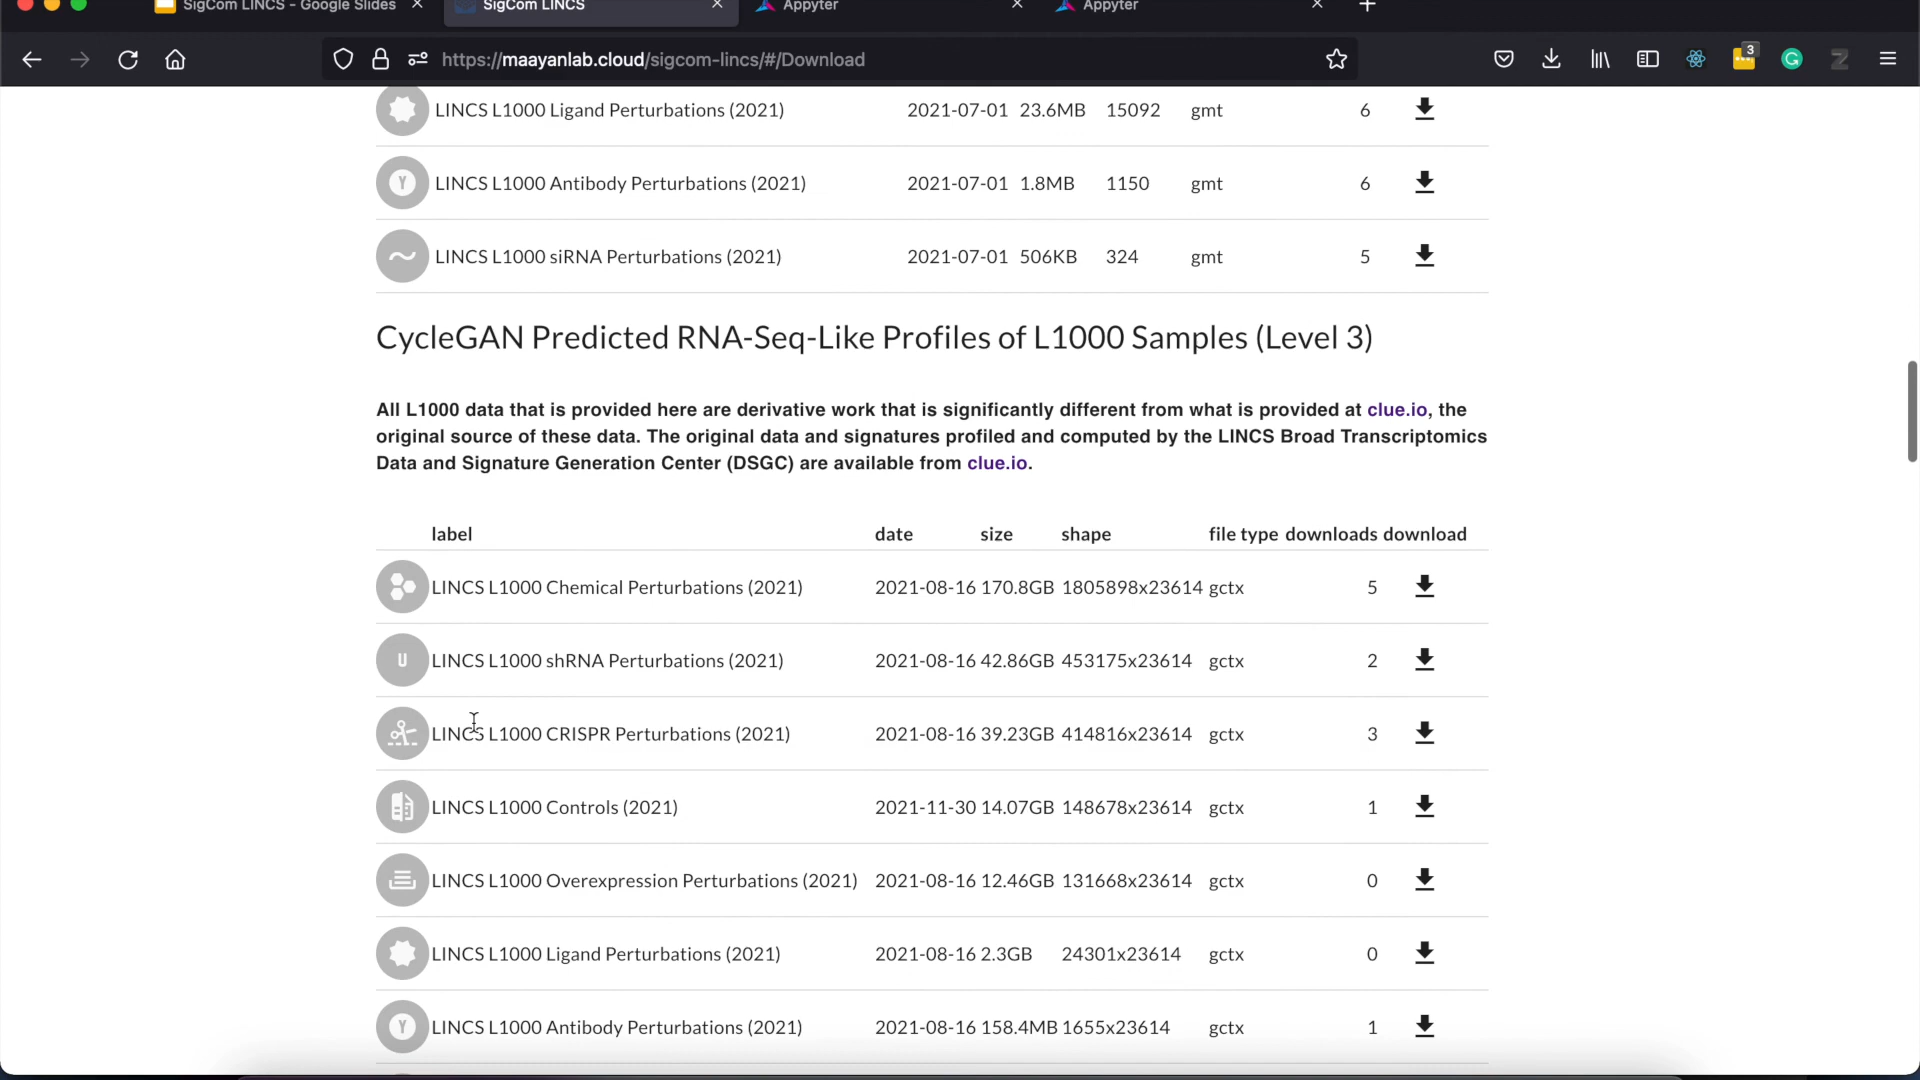 SigCom LINCS - Google Slides
SigCom LINCS
Appyter
Appyter
https://maayanlab.cloud/sigcom-lincs/#/Download
3
LINCS L1000 Ligand Perturbations (2021) 2021-07-01 23.6MB 15092 gmt 6
Y LINCS L1000 Antibody Perturbations (2021) 2021-07-01 1.8MB 1150 gmt 6
LINCS L1000 siRNA Perturbations (2021) 2021-07-01 506KB 324 gmt 5
CycleGAN Predicted RNA-Seq-Like Profiles of L1000 Samples (Level 3)
All L1000 data that is provided here are derivative work that is significantly different from what is provided at clue.io, the
original source of these data. The original data and signatures profiled and computed by the LINCS Broad Transcriptomics
Data and Signature Generation Center (DSGC) are available from clue.io.
label date size shape file type downloads download
LINCS L1000 Chemical Perturbations (2021) 2021-08-16 170.8GB 1805898x23614 gctx 5
U LINCS L1000 shRNA Perturbations (2021) 2021-08-16 42.86GB 453175x23614 gctx 2
LINCS L1000 CRISPR Perturbations (2021) 2021-08-16 39.23GB 414816x23614 gctx 3
LINCS L1000 Controls (2021) 2021-11-30 14.07GB 148678x23614 gctx 1
LINCS L1000 Overexpression Perturbations (2021) 2021-08-16 12.46GB 131668x23614 gctx 0
LINCS L1000 Ligand Perturbations (2021) 2021-08-16 2.3GB 24301x23614 gctx 0
Y LINCS L1000 Antibody Perturbations (2021) 2021-08-16 158.4MB 1655x23614 gctx 1